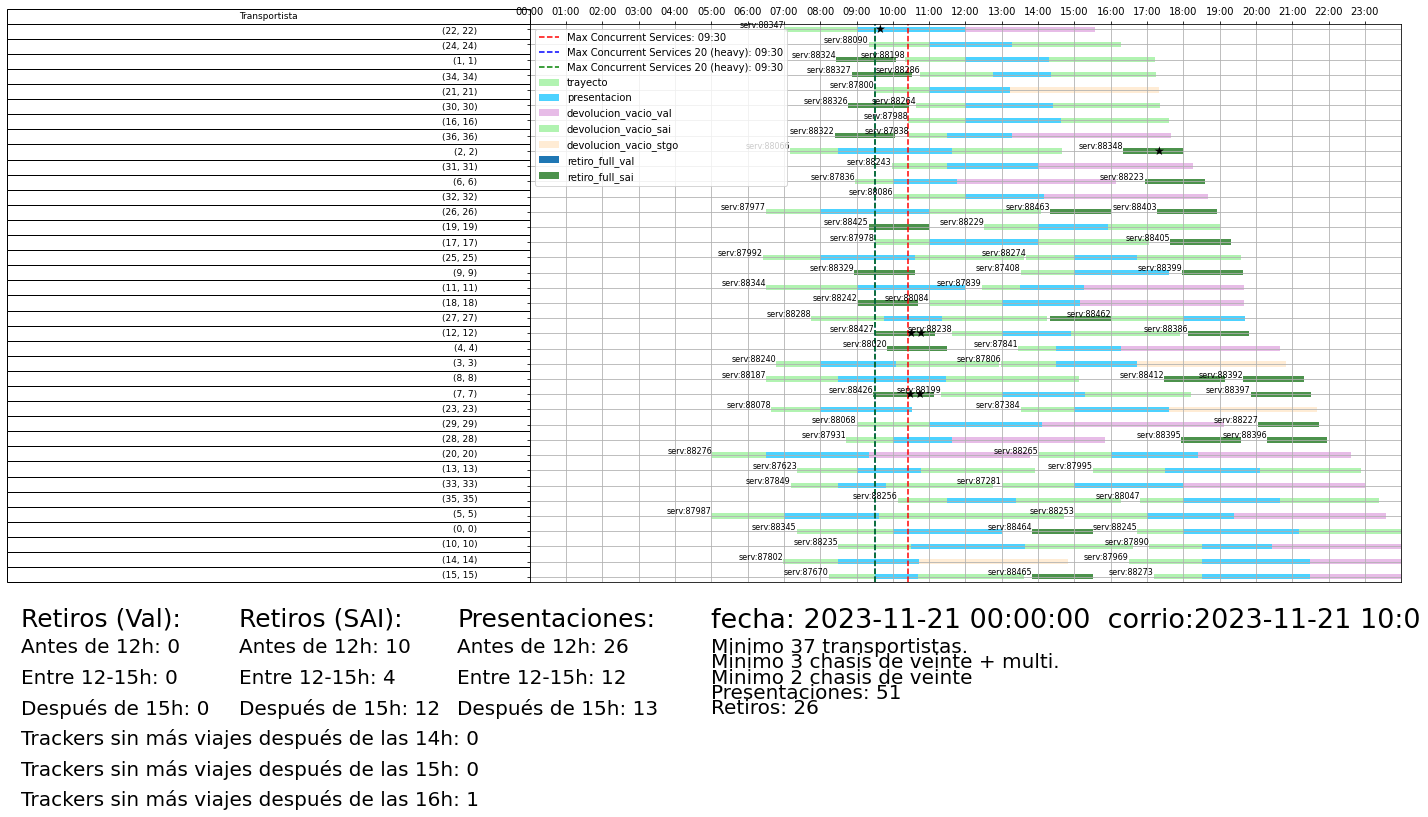 Transportista
00:00 01:00 02:00 03:00 04:00 05:00 06:00 07:00 08:00 09:00 10:00 11:00 12:00 13:00 14:00 15:00 16:00 17:00 18:00 19:00 20:00 21:00 22:00 23:00
Max Concurrent Services: 09:30
Max Concurrent Services 20 (heavy): 09:30
Max Concurrent Services 20 (heavy): 09:30
trayecto
presentacion
devolucion_vacio_val
devolucion_vacio_sai
devolucion_vacio_stgo
retiro_full_val
retiro_full_sai
(22, 22) serv:88347
(24, 24) serv:88090
(1, 1) serv:88324 serv:88198
(34, 34) serv:88327 serv:88286
(21, 21) serv:87800
(30, 30) serv:88326 serv:88264
(16, 16) serv:87988
(36, 36) serv:88322 serv:87838
(2, 2) serv:88348
(31, 31) serv:88243
(6, 6) serv:87836 serv:88223
(32, 32) serv:88086
(26, 26) serv:87977 serv:88463 serv:88403
(19, 19) serv:88425 serv:88229
(17, 17) serv:87978 serv:88405
(25, 25) serv:87992 serv:88274
(9, 9) serv:88329 serv:87408 serv:88399
(11, 11) serv:88344 serv:87839
(18, 18) serv:88242 serv:88084
(27, 27) serv:88288 serv:88462
(12, 12) serv:88427 serv:88238 serv:88386
(4, 4) serv:88020 serv:87841
(3, 3) serv:88240 serv:87806
(8, 8) serv:88187 serv:88412 serv:88392
(7, 7) serv:88426 serv:88199 serv:88397
(23, 23) serv:88078 serv:87384
(29, 29) serv:88068 serv:88227
(28, 28) serv:87931 serv:88395 serv:88396
(20, 20) serv:88276 serv:88265
(13, 13) serv:87623 serv:87995
(33, 33) serv:87849 serv:87281
(35, 35) serv:88256 serv:88047
(5, 5) serv:87987 serv:88253
(0, 0) serv:88345 serv:88464 serv:88245
(10, 10) serv:88235 serv:87890
(14, 14) serv:87802 serv:87969
(15, 15) serv:87670 serv:88465 serv:88273
Retiros (Val):
Antes de 12h: 0
Entre 12-15h: 0
Después de 15h: 0
Retiros (SAI):
Antes de 12h: 10
Entre 12-15h: 4
Después de 15h: 12
Presentaciones:
Antes de 12h: 26
Entre 12-15h: 12
Después de 15h: 13
Trackers sin más viajes después de las 14h: 0
Trackers sin más viajes después de las 15h: 0
Trackers sin más viajes después de las 16h: 1
fecha: 2023-11-21 00:00:00 corrio:2023-11-21 10:0
Minimo 37 transportistas.
Minimo 3 chasis de veinte + multi.
Minimo 2 chasis de veinte
Presentaciones: 51
Retiros: 26